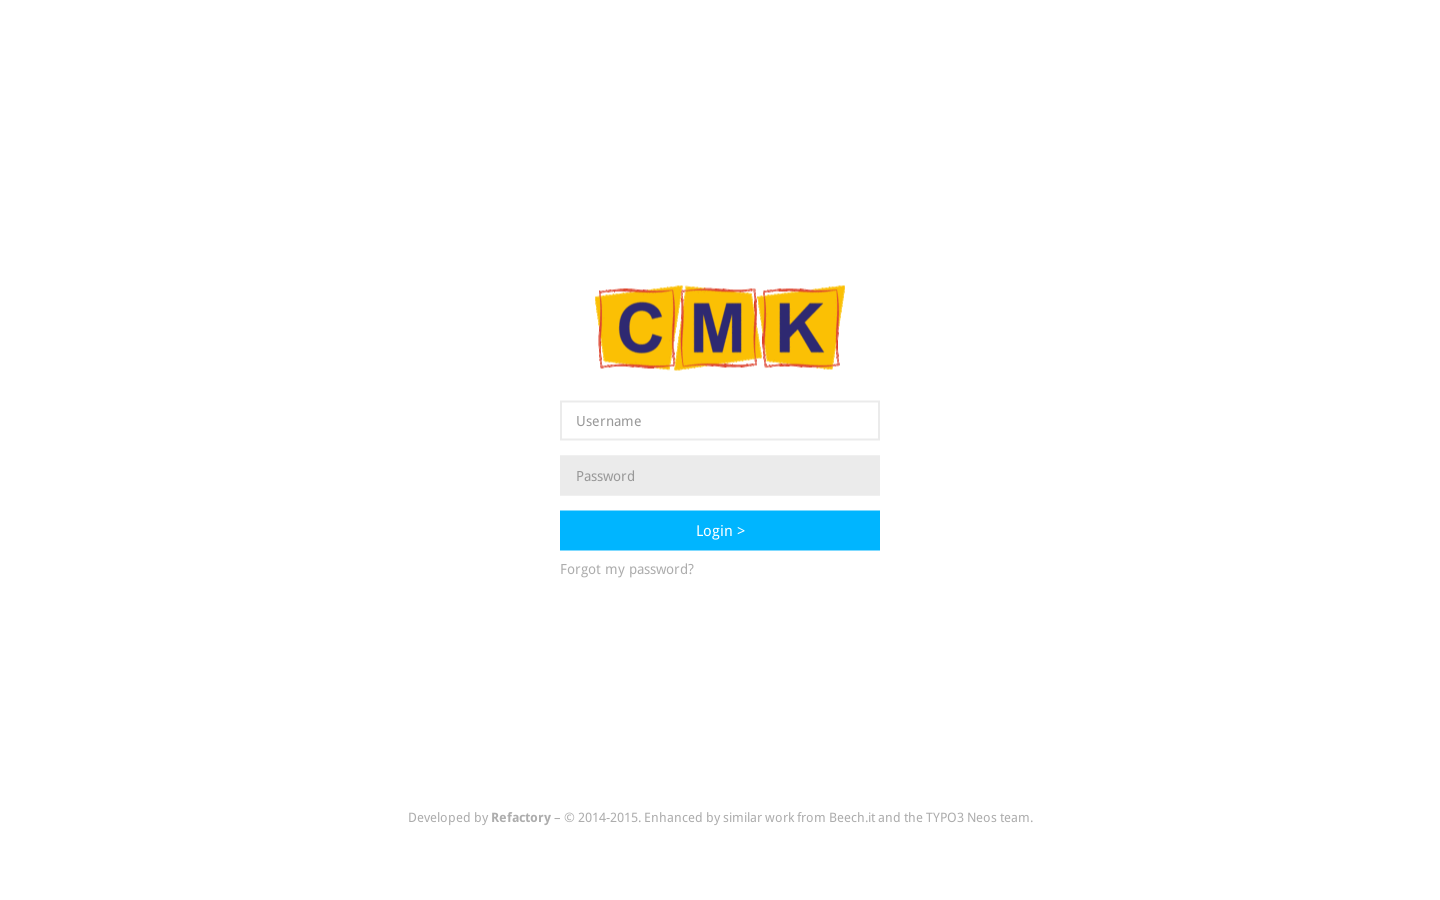 CMK
Username
Password
Login >
Forgot my password?
Developed by Refactory – © 2014-2015. Enhanced by similar work from Beech.it and the TYPO3 Neos team.